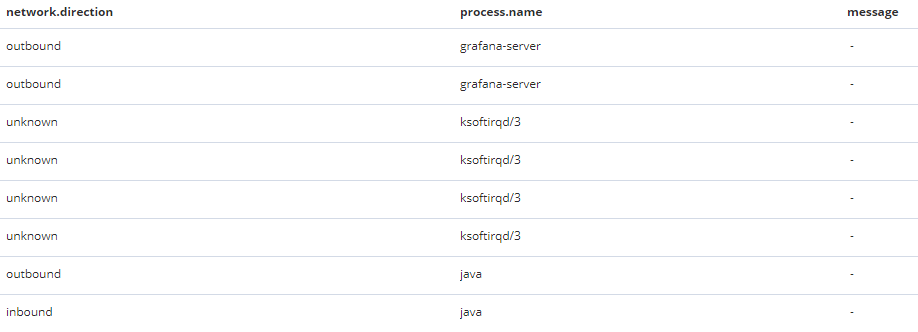 network.direction process.name message
outbound grafana-server -
outbound grafana-server -
unknown ksoftirqd/3 -
unknown ksoftirqd/3 -
unknown ksoftirqd/3 -
unknown ksoftirqd/3 -
outbound java -
inbound java -